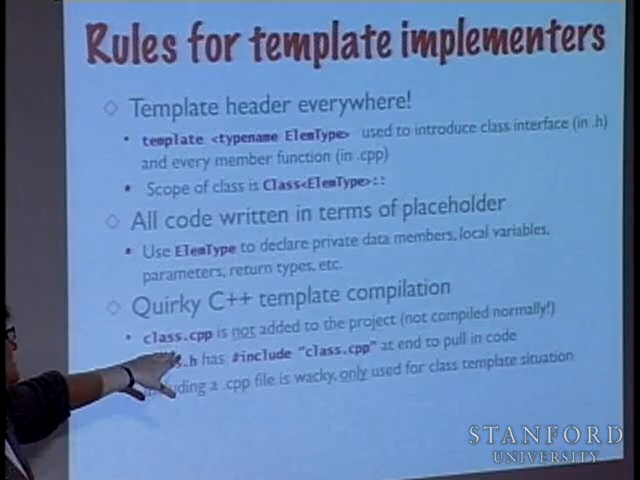 Rules for template implementers
Template header everywhere!
template <typename ElemType> used to introduce class interface (in .h)
and every member function (in .cpp)
Scope of class is Class<ElemType>::
All code written in terms of placeholder
Use ElemType to declare private data members, local variables,
parameters, return types, etc.
Quirky C++ template compilation
class.cpp is not added to the project (not compiled normally!)
.h has #include "class.cpp" at end to pull in code
a .cpp file is wacky, only used for class template situation
STANFORD
UNIVERSITY